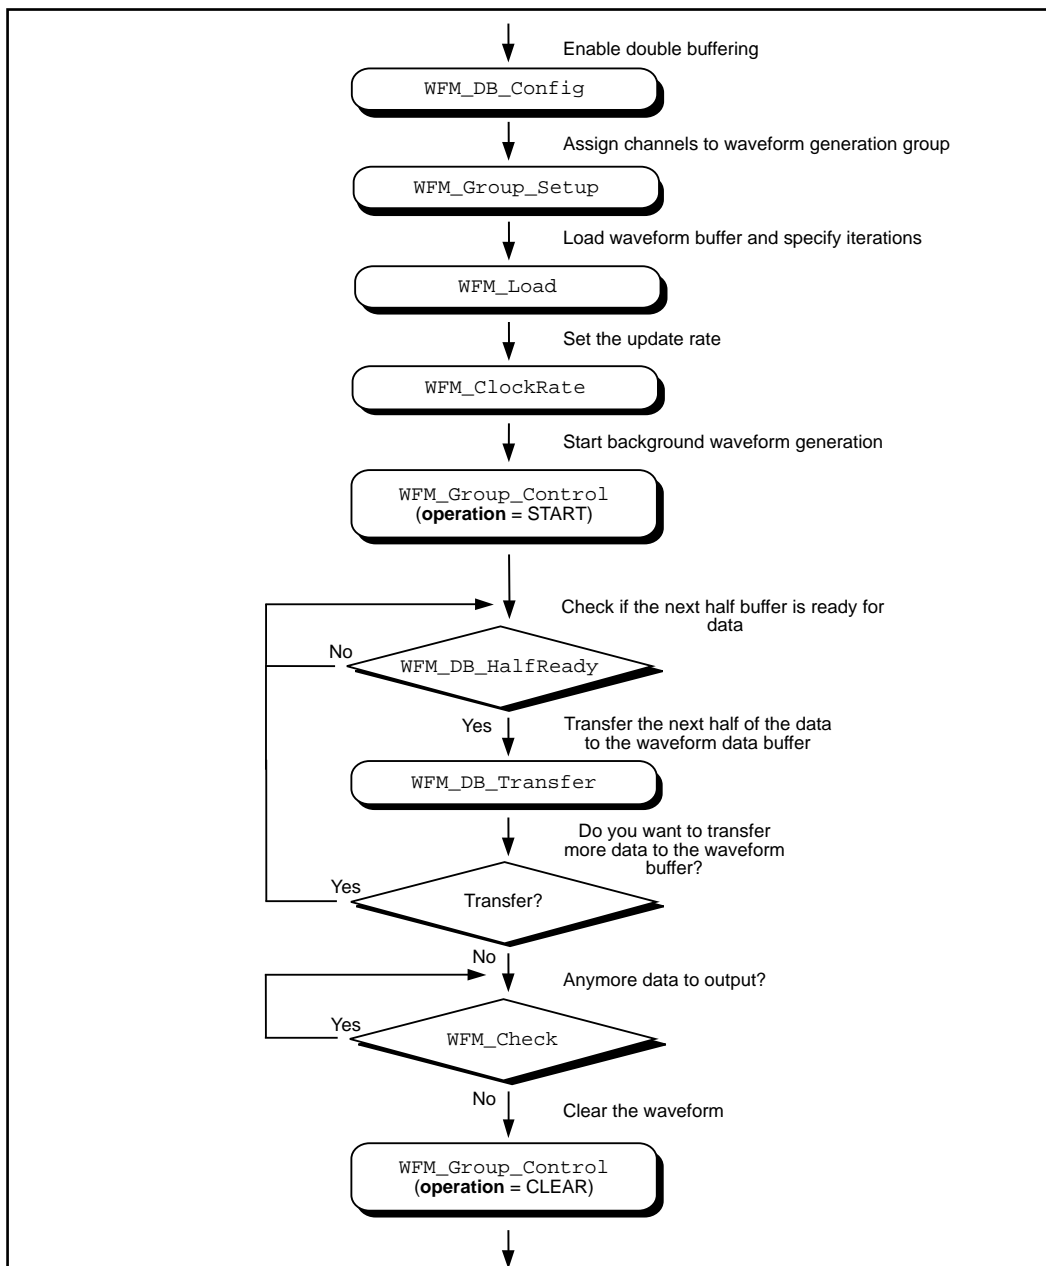 Enable double buffering
WFM_DB_Config
Assign channels to waveform generation group
WFM_Group_Setup
Load waveform buffer and specify iterations
WFM_Load
Set the update rate
WFM_ClockRate
Start background waveform generation
WFM_Group_Control
(operation = START)
Check if the next half buffer is ready for
data
No
WFM_DB_HalfReady
Yes
Transfer the next half of the data
to the waveform data buffer
WFM_DB_Transfer
Do you want to transfer
more data to the waveform
buffer?
Yes
Transfer?
No
Anymore data to output?
Yes
WFM_Check
No
Clear the waveform
WFM_Group_Control
(operation = CLEAR)